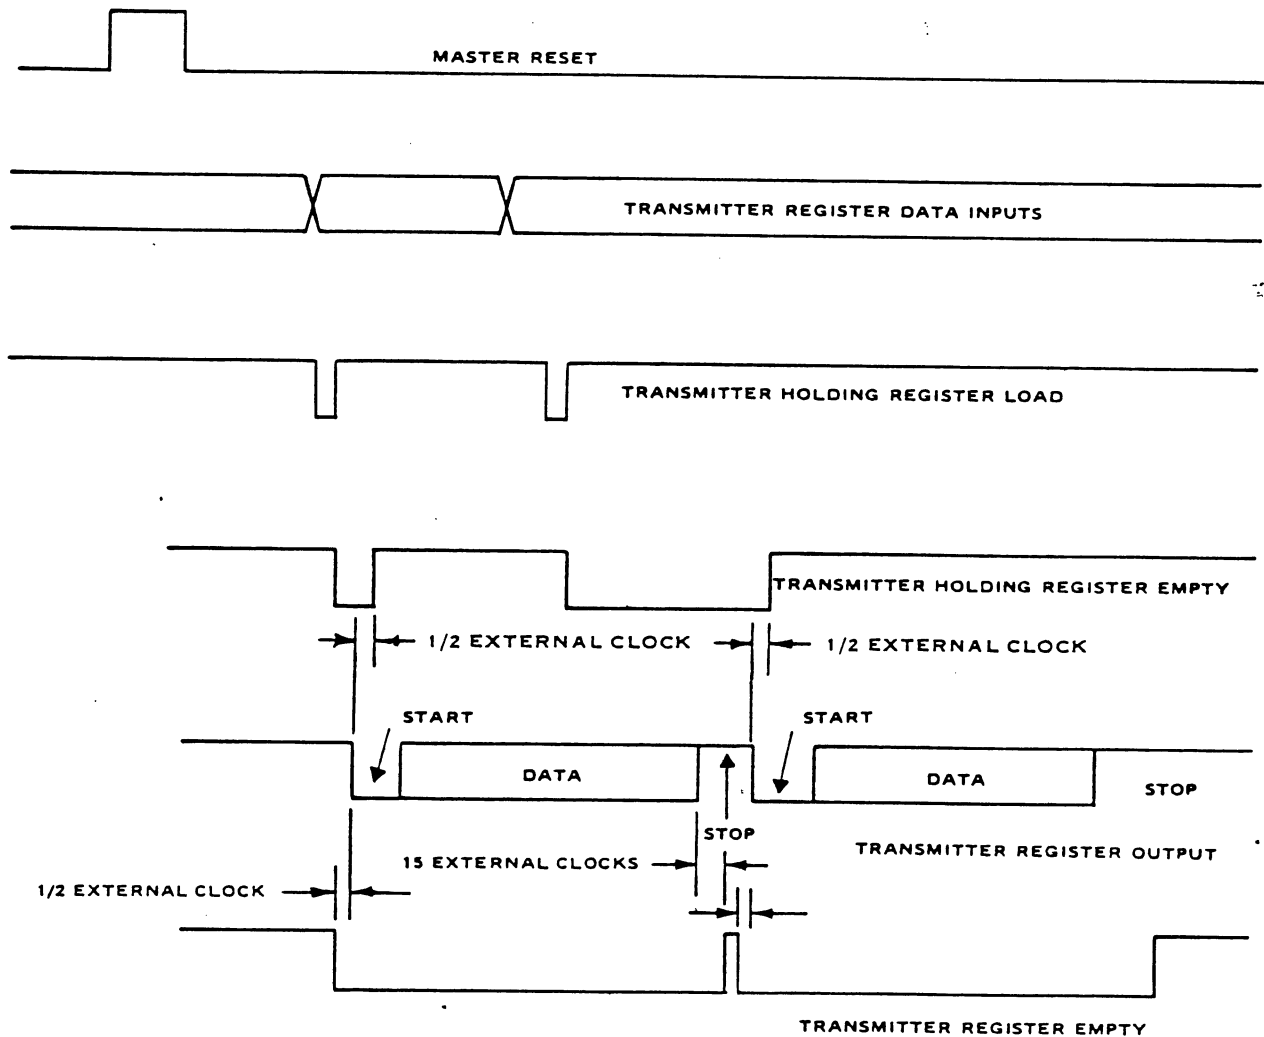 MASTER RESET
TRANSMITTER REGISTER DATA INPUTS
TRANSMITTER HOLDING REGISTER LOAD
TRANSMITTER HOLDING REGISTER EMPTY
1/2 EXTERNAL CLOCK
1/2 EXTERNAL CLOCK
START
START
DATA
DATA
STOP
STOP
TRANSMITTER REGISTER OUTPUT
15 EXTERNAL CLOCKS
1/2 EXTERNAL CLOCK
TRANSMITTER REGISTER EMPTY